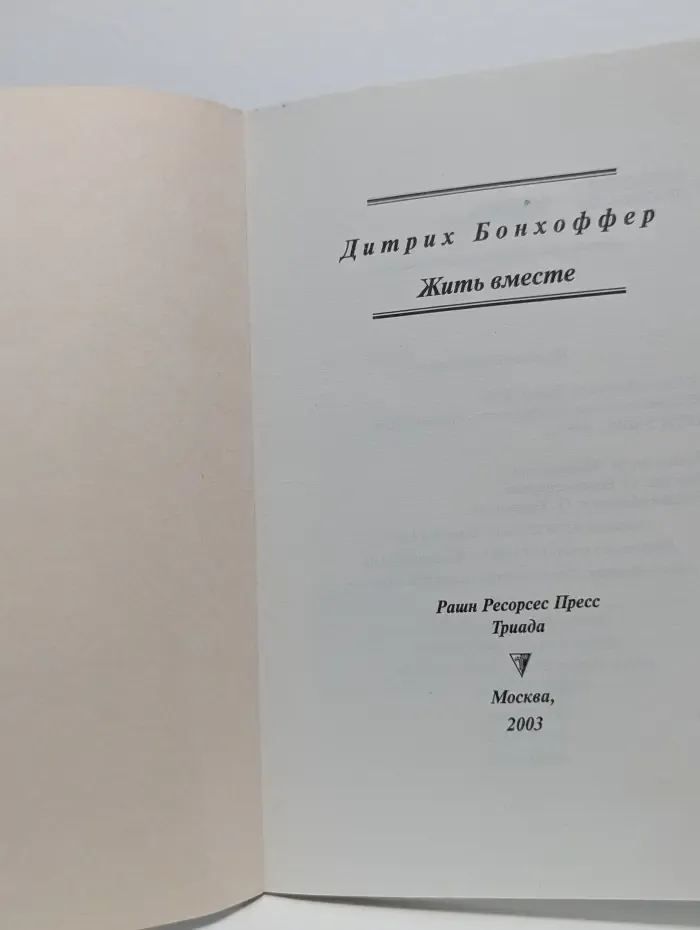 Дитрих Бонхоффер
Жить вместе
Рашн Ресорсес Пресс
Триада
Москва,
2003